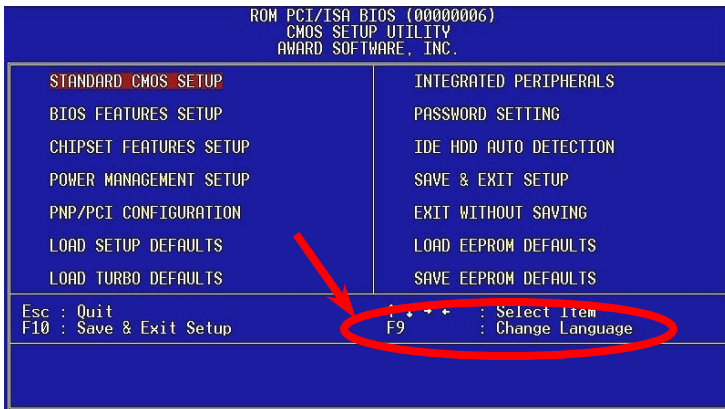 ROM PCI/ISA BIOS (00000006)
CMOS SETUP UTILITY
AWARD SOFTWARE, INC.
STANDARD CMOS SETUP
BIOS FEATURES SETUP
CHIPSET FEATURES SETUP
POWER MANAGEMENT SETUP
PNP/PCI CONFIGURATION
LOAD SETUP DEFAULTS
LOAD TURBO DEFAULTS
INTEGRATED PERIPHERALS
PASSWORD SETTING
IDE HDD AUTO DETECTION
SAVE & EXIT SETUP
EXIT WITHOUT SAVING
LOAD EEPROM DEFAULTS
SAVE EEPROM DEFAULTS
Esc : Quit
F10 : Save & Exit Setup
↑ ↓ → ← : Select Item
F9 : Change Language